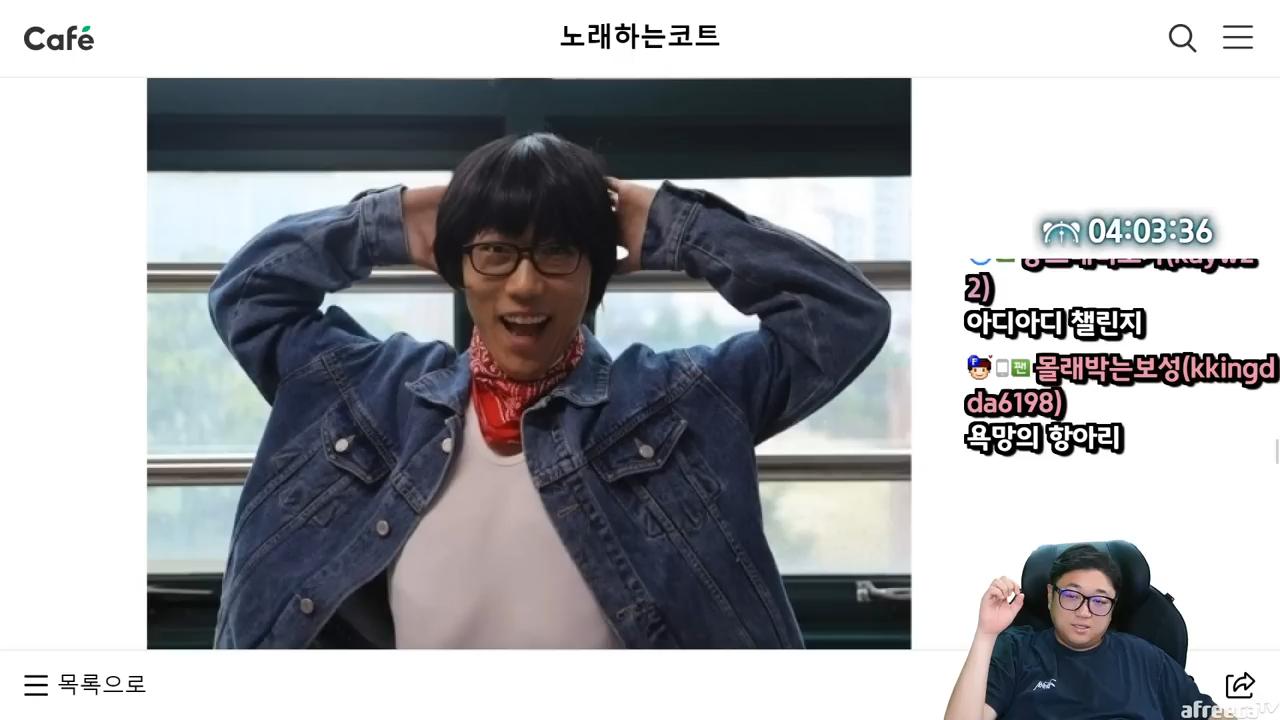 Café
노래하는코트
04:03:36
2)
아디아디 챌린지
팬 몰래박는보성(kkingd
da6198)
욕망의 항아리
목록으로
afreecaTV